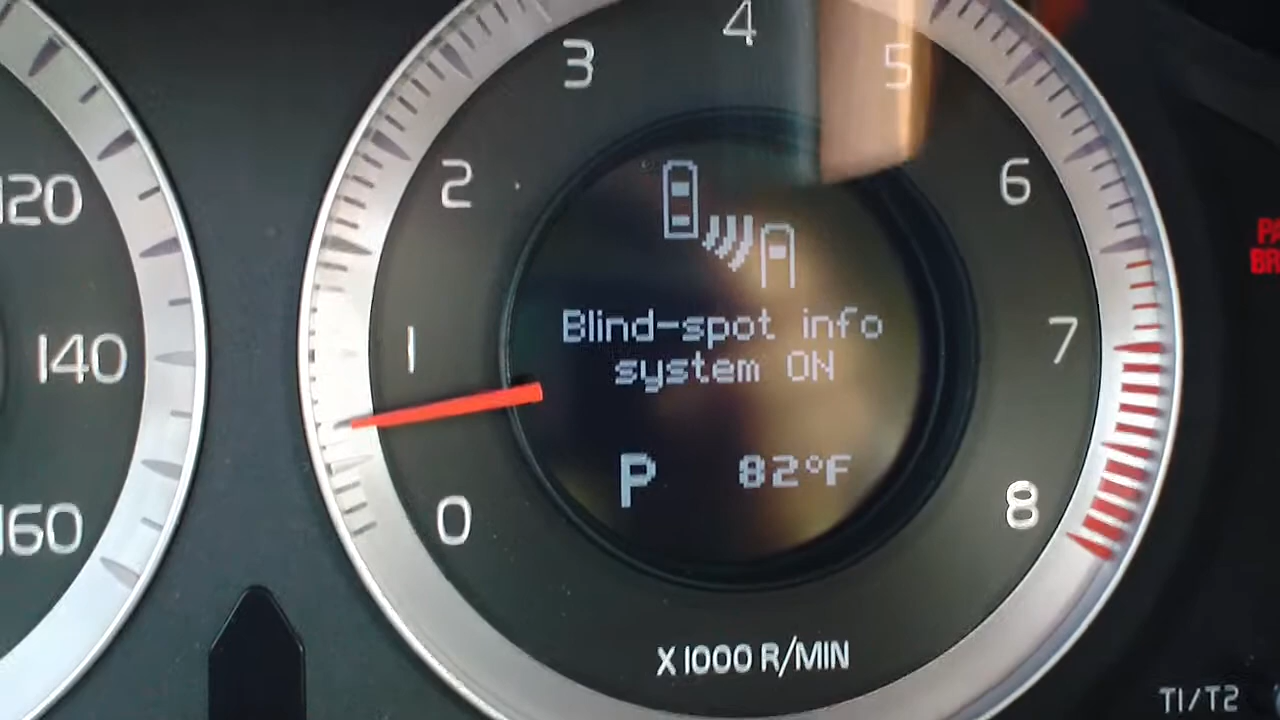 120
140
160
0
1
2
3
4
5
6
7
8
Blind-spot info
system ON
P 82°F
X 1000 R/MIN
T1/T2